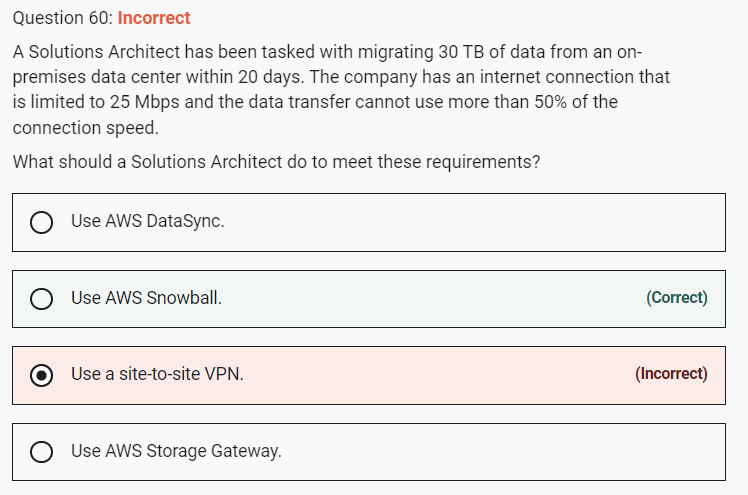 Question 60: Incorrect
A Solutions Architect has been tasked with migrating 30 TB of data from an on-
premises data center within 20 days. The company has an internet connection that
is limited to 25 Mbps and the data transfer cannot use more than 50% of the
connection speed.
What should a Solutions Architect do to meet these requirements?
Use AWS DataSync.
Use AWS Snowball. (Correct)
Use a site-to-site VPN. (Incorrect)
Use AWS Storage Gateway.